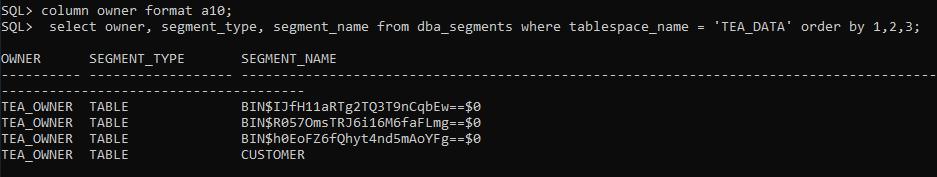 SQL> column owner format a10;
SQL>  select owner, segment_type, segment_name from dba_segments where tablespace_name = 'TEA_DATA' order by 1,2,3;
OWNER      SEGMENT_TYPE       SEGMENT_NAME
---------- ------------------ --------------------------------------------------------------------------------------------
--------------------------------------
TEA_OWNER  TABLE              BIN$IJfH11aRTg2TQ3T9nCqbEw==$0
TEA_OWNER  TABLE              BIN$R057OmsTRJ6i16M6faFLmg==$0
TEA_OWNER  TABLE              BIN$h0EoFZ6fQhyt4nd5mAoYFg==$0
TEA_OWNER  TABLE              CUSTOMER